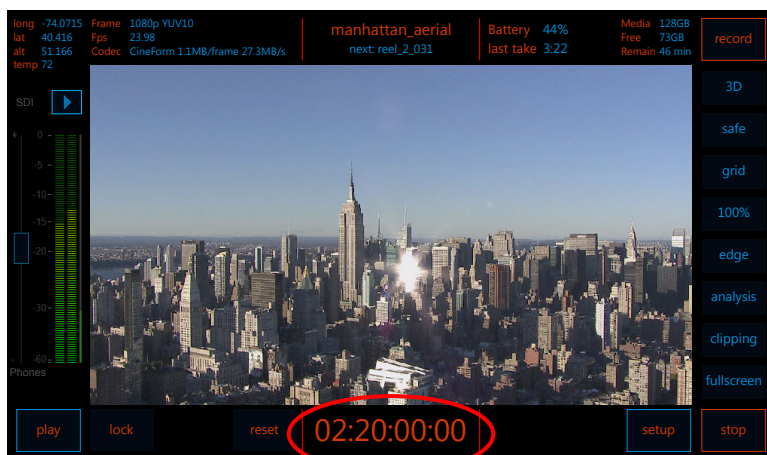 long -74.0715
lat 40.416
alt 51.166
temp 72
Frame 1080p YUV10
Fps 23.98
Codec CineForm 1.1MB/frame 27.3MB/s
manhattan_aerial
next: reel_2_031
Battery 44%
last take 3:22
Media 128GB
Free 73GB
Remain 46 min
record
SDI
+ 0 -
-5 -
-10-
-15-
-20-
-30-
- -60-
Phones
3D
safe
grid
100%
edge
analysis
clipping
fullscreen
play
lock
reset
02:20:00:00
setup
stop